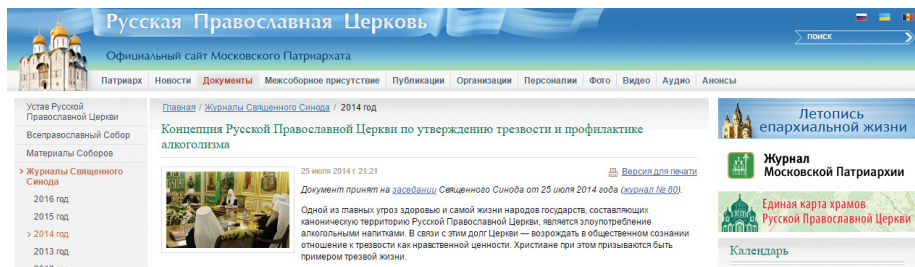 Русская Православная Церковь
Официальный сайт Московского Патриархата
поиск
Патриарх Новости Документы Межсоборное присутствие Публикации Организации Персоналии Фото Видео Аудио Анонсы
Устав Русской
Православной Церкви
Всеправославный Собор
Материалы Соборов
Журналы Священного
Синода
2016 год
2015 год
2014 год
2013 год
Главная / Журналы Священного Синода / 2014 год
Концепция Русской Православной Церкви по утверждению трезвости и профилактике
алкоголизма
25 июля 2014 г. 21:21
Версия для печати
Документ принят на заседании Священного Синода от 25 июля 2014 года (журнал № 80).
Одной из главных угроз здоровью и самой жизни народов государств, составляющих
каноническую территорию Русской Православной Церкви, является злоупотребление
алкогольными напитками. В связи с этим долг Церкви — возрождать в общественном сознании
отношение к трезвости как нравственной ценности. Христиане при этом призываются быть
примером трезвой жизни.
Летопись
епархиальной жизни
Журнал
Московской Патриархии
Единая карта храмов
Русской Православной Церкви
Календарь